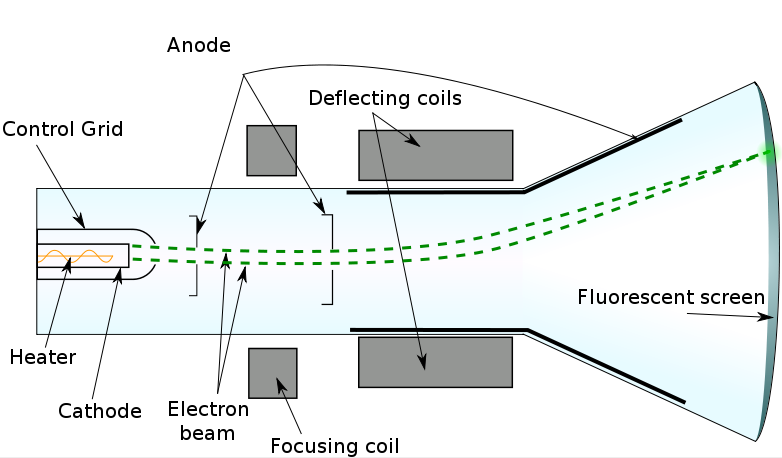 Anode
Deflecting coils
Control Grid
Fluorescent screen
Heater
Cathode
Electron
beam
Focusing coil